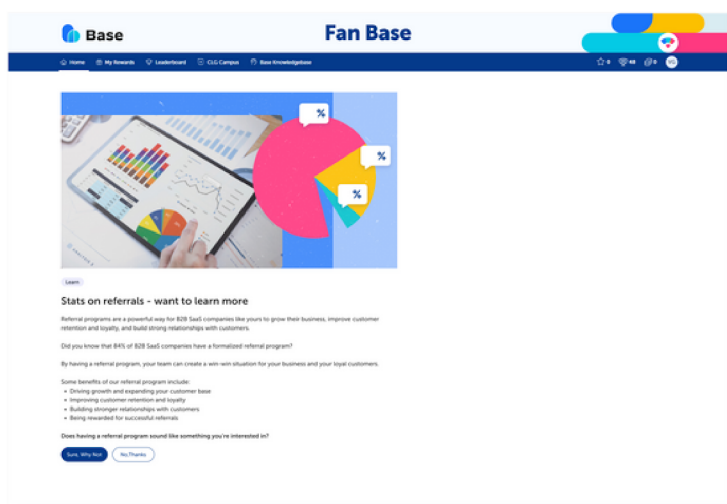 Base
Fan Base
Home My Rewards Leaderboard CLG Campus Base Knowledgebase
0 48 0 VG
%
%
%
Learn
Stats on referrals - want to learn more
Referral programs are a powerful way for B2B SaaS companies like yours to grow their business, improve customer
retention and loyalty, and build strong relationships with customers.
Did you know that 84% of B2B SaaS companies have a formalized referral program?
By having a referral program, your team can create a win-win situation for your business and your loyal customers.
Some benefits of our referral program include:
• Driving growth and expanding your customer base
• Improving customer retention and loyalty
• Building stronger relationships with customers
• Being rewarded for successful referrals
Does having a referral program sound like something you're interested in?
Sure, Why Not No,Thanks